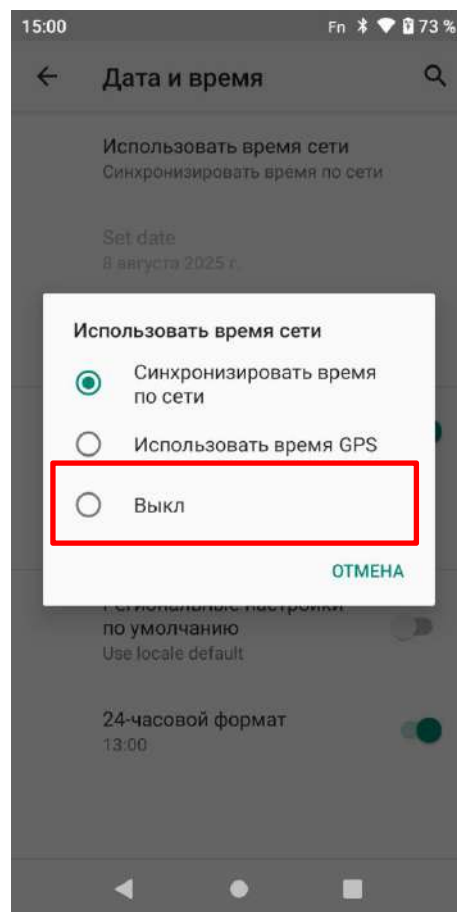 15:00 Fn 73 %
Дата и время
Использовать время сети
Синхронизировать время по сети
Set date
8 августа 2025 г.
Использовать время сети
Синхронизировать время
по сети
Использовать время GPS
Выкл
ОТМЕНА
Региональные настройки
по умолчанию
Use locale default
24-часовой формат
13:00